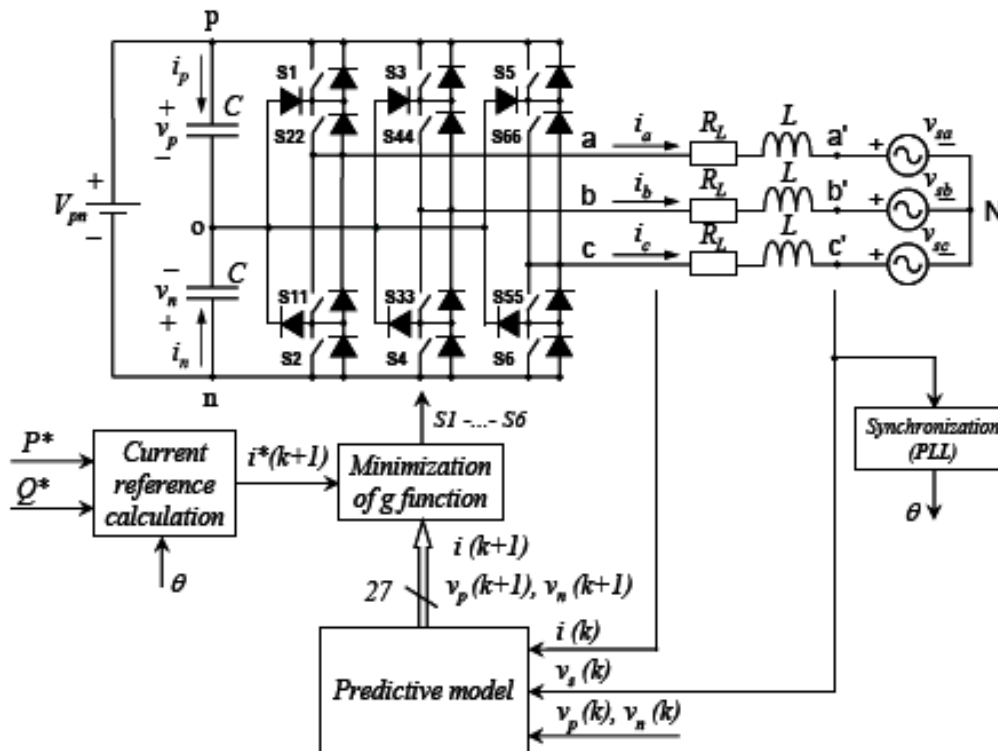 p
i_p
+
v_p
–
C
S1
S22
S3
S44
S5
S66
V_pn
+
–
o
a
i_a
R_L
L
a'
+
v_sa
–
b
i_b
R_L
L
b'
+
v_sb
–
N
c
i_c
R_L
L
c'
+
v_sc
–
–
v_n
+
C
i_n
S11
S2
S33
S4
S55
S6
n
S1 -...- S6
P*
Q*
Current
reference
calculation
θ
i*(k+1)
Minimization
of g function
Synchronization
(PLL)
θ
27
i (k+1)
v_p (k+1), v_n (k+1)
Predictive model
i (k)
v_s (k)
v_p (k), v_n (k)